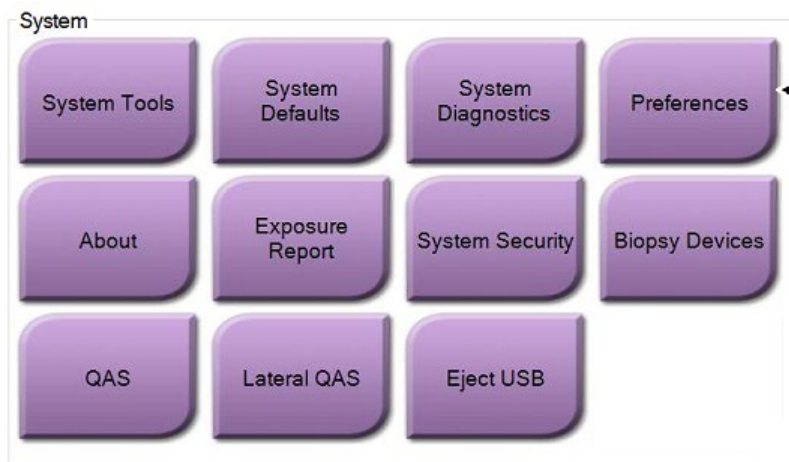 System
System Tools
System
Defaults
System
Diagnostics
Preferences
About
Exposure
Report
System Security
Biopsy Devices
QAS
Lateral QAS
Eject USB